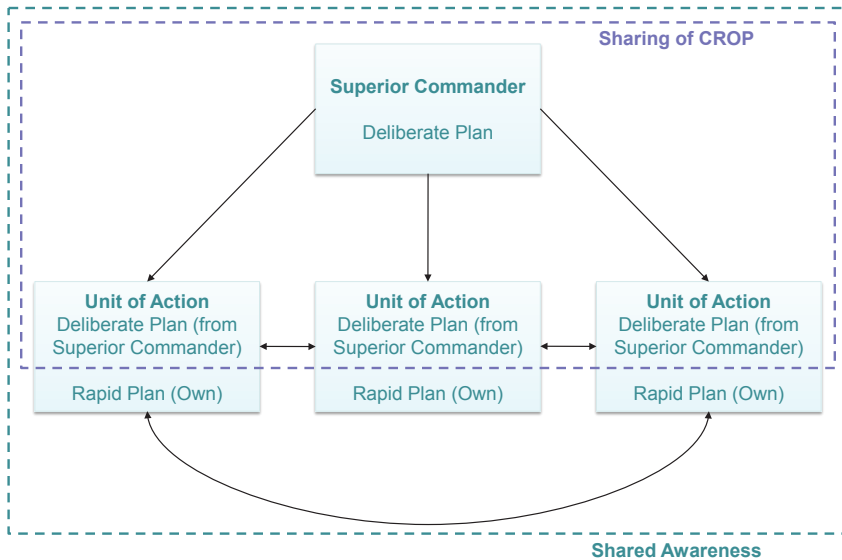 Sharing of CROP
Superior Commander
Deliberate Plan
Unit of Action
Deliberate Plan (from
Superior Commander)
Rapid Plan (Own)
Unit of Action
Deliberate Plan (from
Superior Commander)
Rapid Plan (Own)
Unit of Action
Deliberate Plan (from
Superior Commander)
Rapid Plan (Own)
Shared Awareness